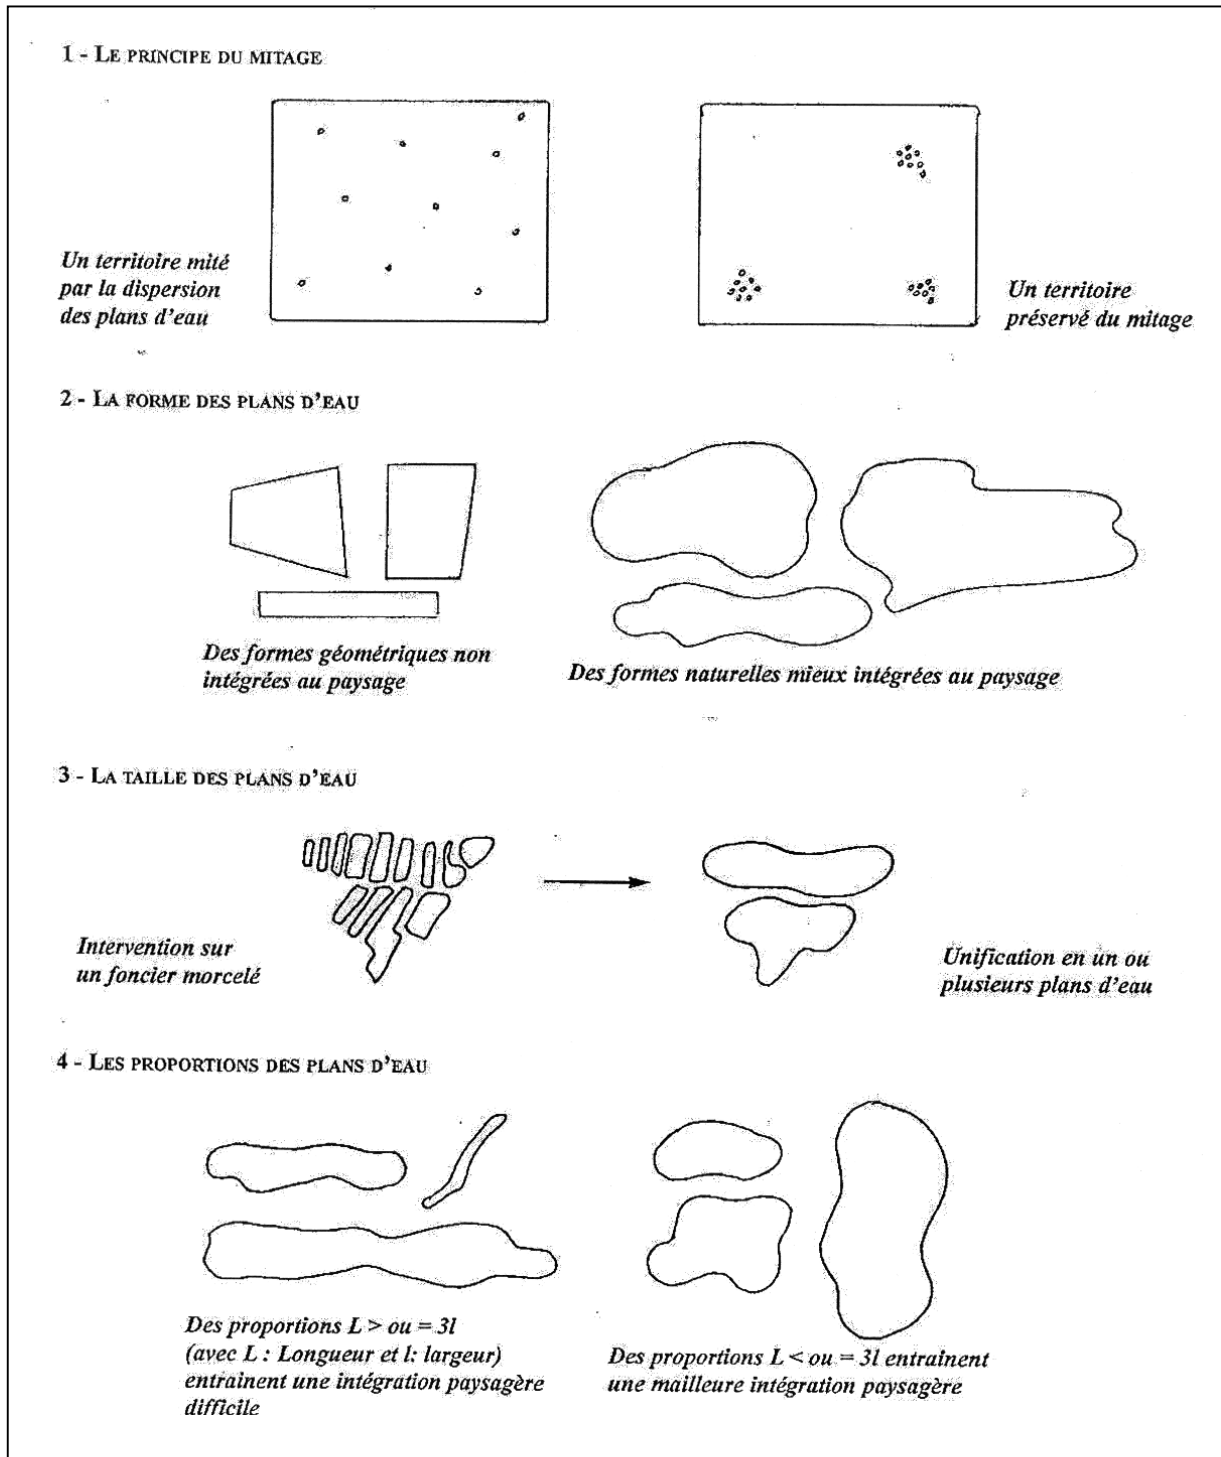 1 - LE PRINCIPE DU MITAGE
Un territoire mité
par la dispersion
des plans d'eau
Un territoire
préservé du mitage
2 - LA FORME DES PLANS D'EAU
Des formes géométriques non
intégrées au paysage
Des formes naturelles mieux intégrées au paysage
3 - LA TAILLE DES PLANS D'EAU
Intervention sur
un foncier morcelé
Unification en un ou
plusieurs plans d'eau
4 - LES PROPORTIONS DES PLANS D'EAU
Des proportions L > ou = 3l
(avec L : Longueur et l: largeur)
entrainent une intégration paysagère
difficile
Des proportions L < ou = 3l entrainent
une mailleure intégration paysagère